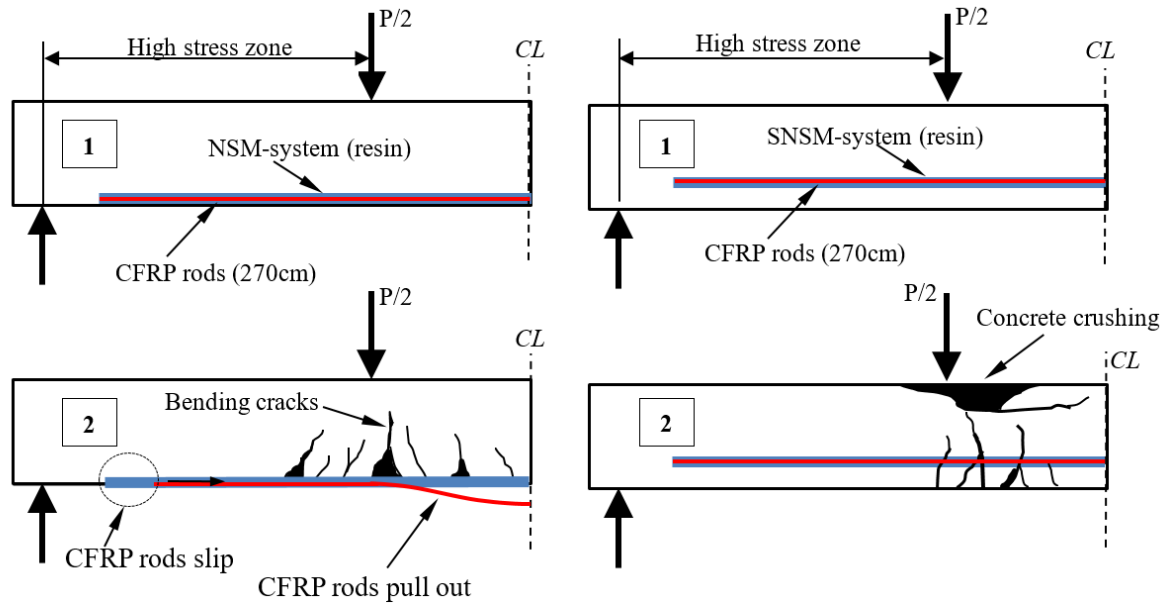 P/2
High stress zone
CL
1
NSM-system (resin)
CFRP rods (270cm)
P/2
CL
Bending cracks
2
CFRP rods slip
CFRP rods pull out
P/2
High stress zone
CL
1
SNSM-system (resin)
CFRP rods (270cm)
P/2
Concrete crushing
CL
2